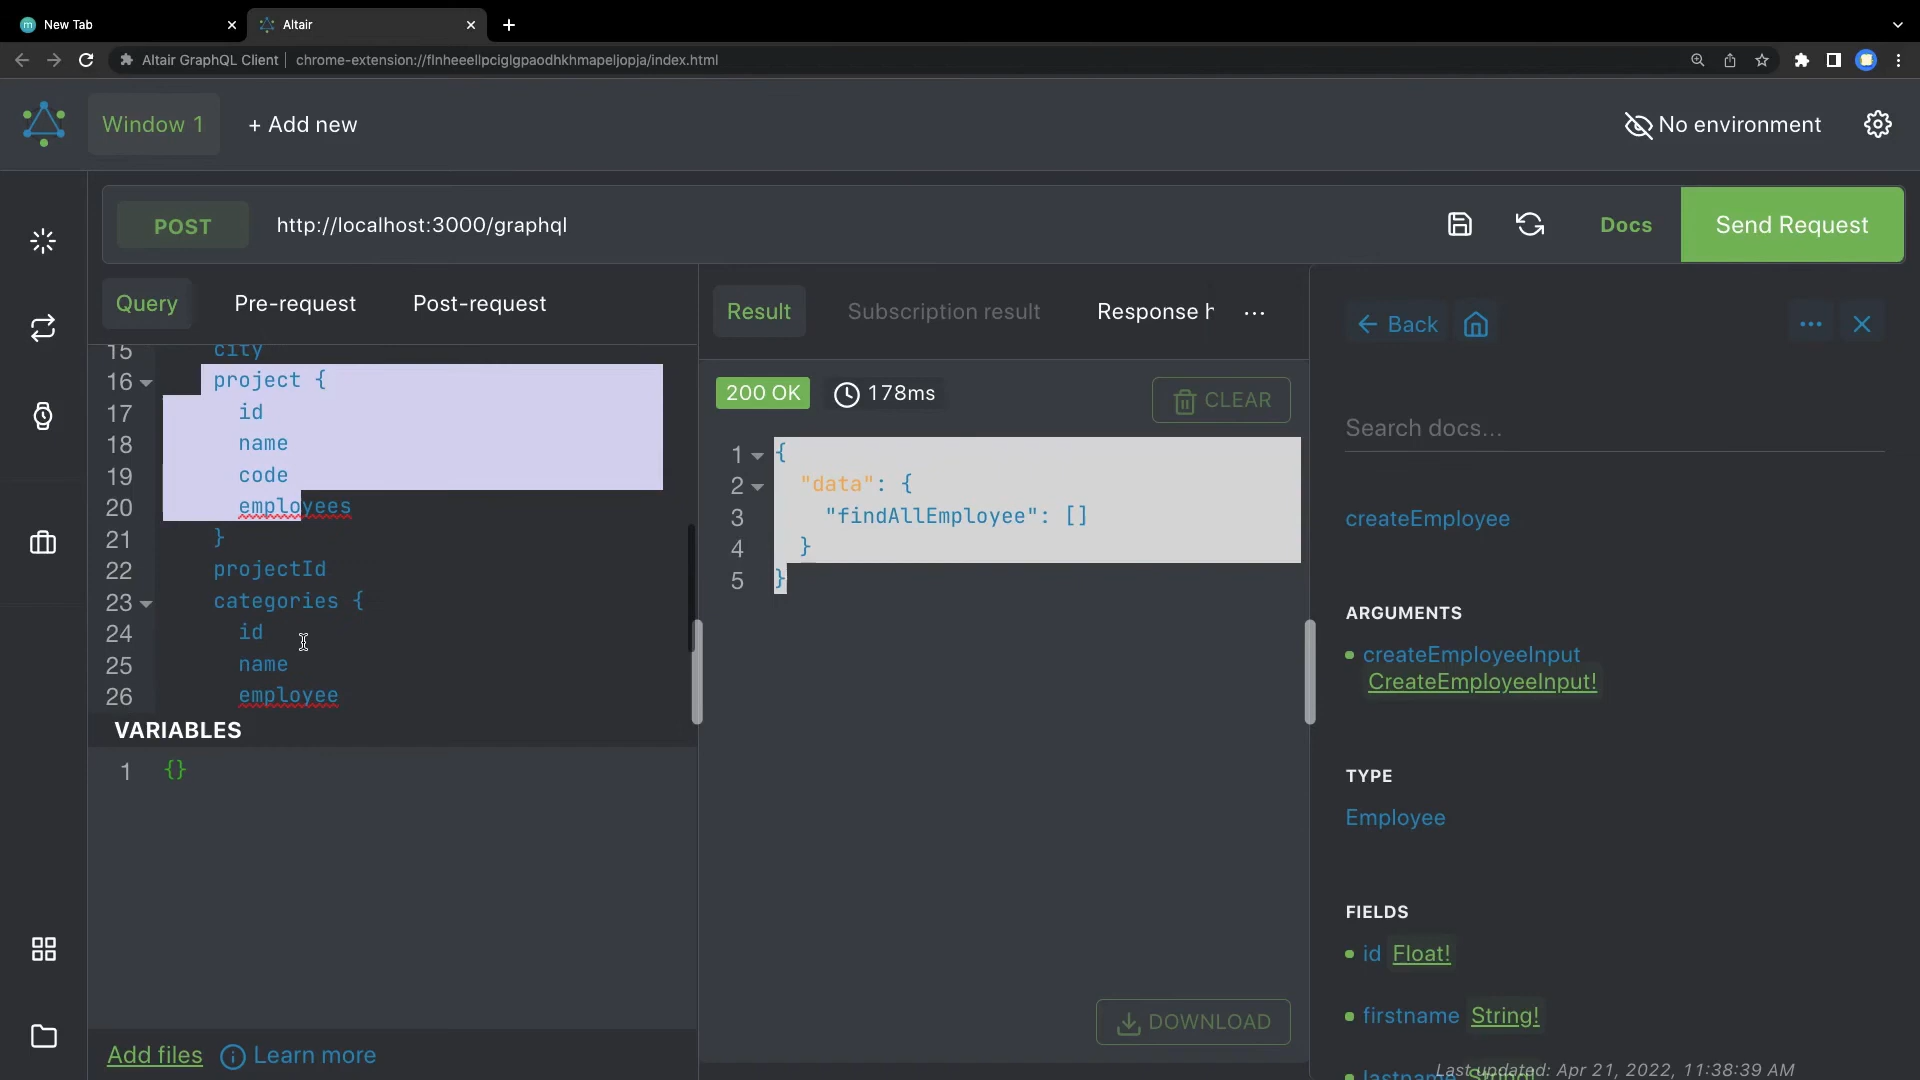 New Tab
Altair
Altair GraphQL Client
chrome-extension://flnheeellpciglgpaodhkhmapeljopja/index.html
Window 1
+ Add new
No environment
POST
http://localhost:3000/graphql
Docs
Send Request
Query
Pre-request
Post-request
15 city
16 project {
17 id
18 name
19 code
20 employees
21 }
22 projectId
23 categories {
24 id
25 name
26 employee
VARIABLES
1 {}
Add files
Learn more
Result
Subscription result
Response h
200 OK
178ms
CLEAR
1 {
2 "data": {
3 "findAllEmployee": []
4 }
5 }
DOWNLOAD
Back
Search docs...
createEmployee
ARGUMENTS
createEmployeeInput
CreateEmployeeInput!
TYPE
Employee
FIELDS
id Float!
firstname String!
lastname String!
Last updated: Apr 21, 2022, 11:38:39 AM